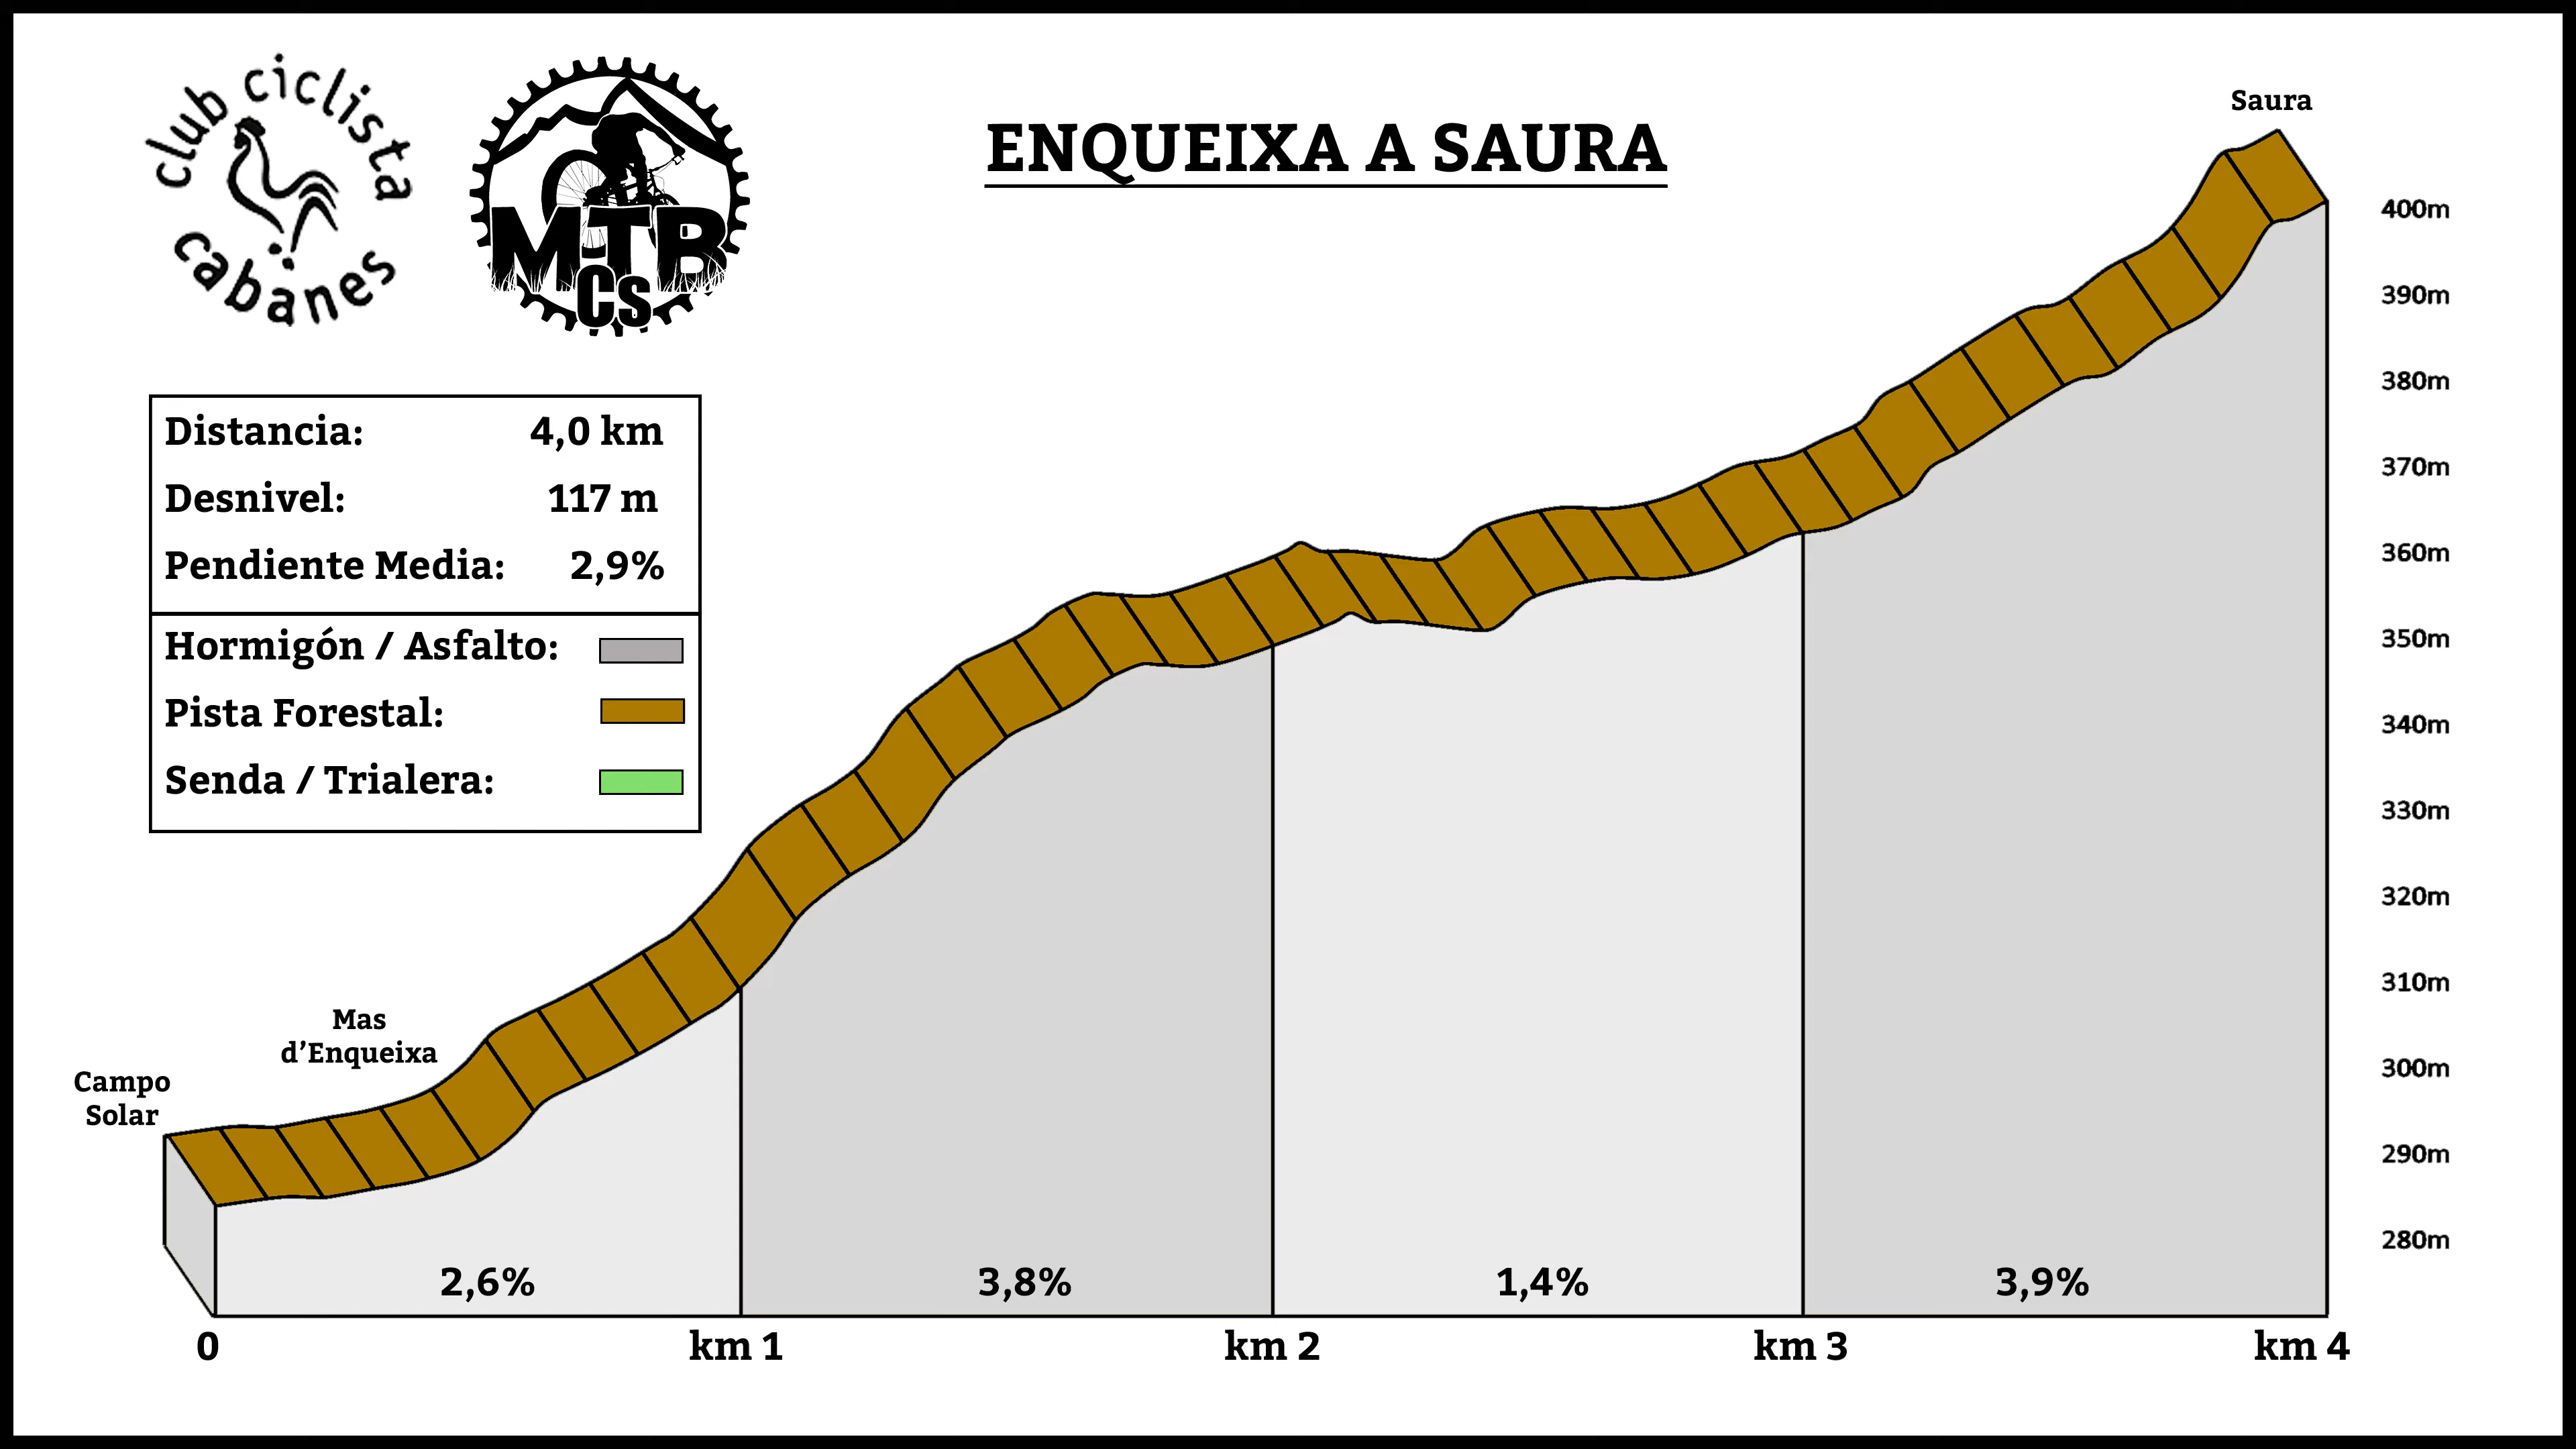 club ciclista
cabanes
MTB
Cs
ENQUEIXA A SAURA
Saura
Distancia: 4,0 km
Desnivel: 117 m
Pendiente Media: 2,9%
Hormigón / Asfalto:
Pista Forestal:
Senda / Trialera:
Mas
d'Enqueixa
Campo
Solar
400m
390m
380m
370m
360m
350m
340m
330m
320m
310m
300m
290m
280m
2,6% 3,8% 1,4% 3,9%
0 km 1 km 2 km 3 km 4